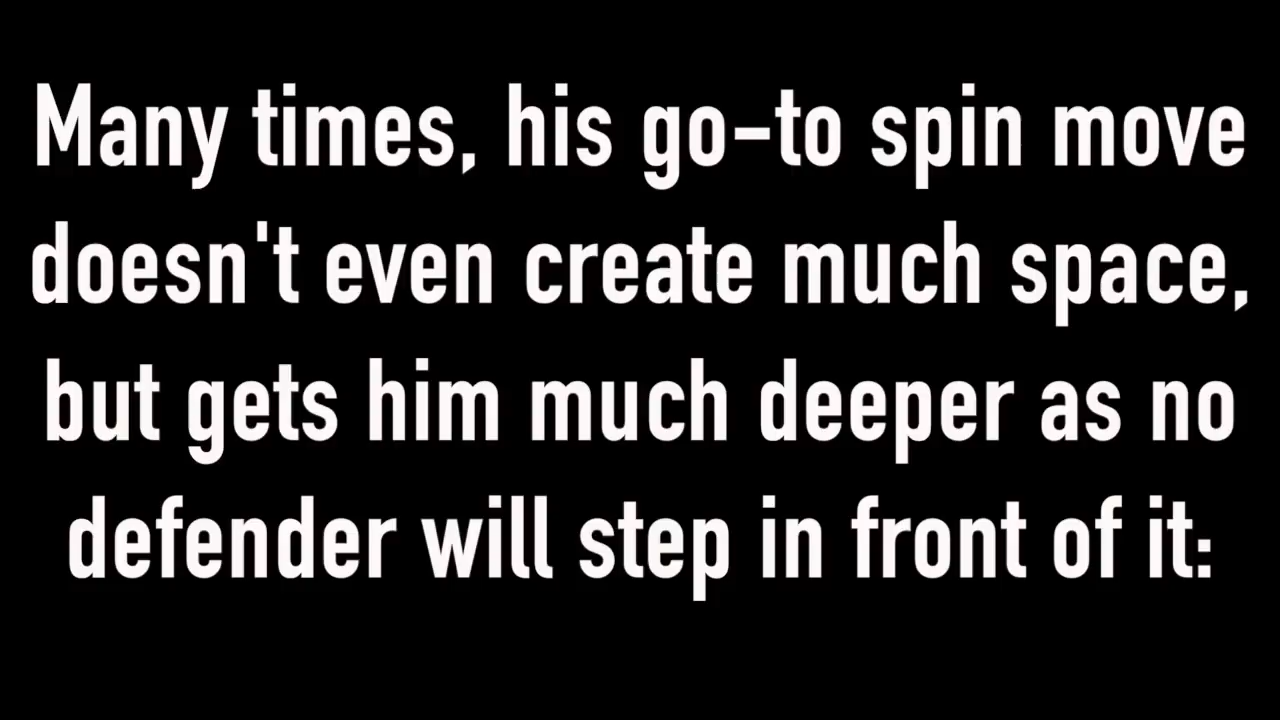 Many times, his go-to spin move
doesn't even create much space,
but gets him much deeper as no
defender will step in front of it: